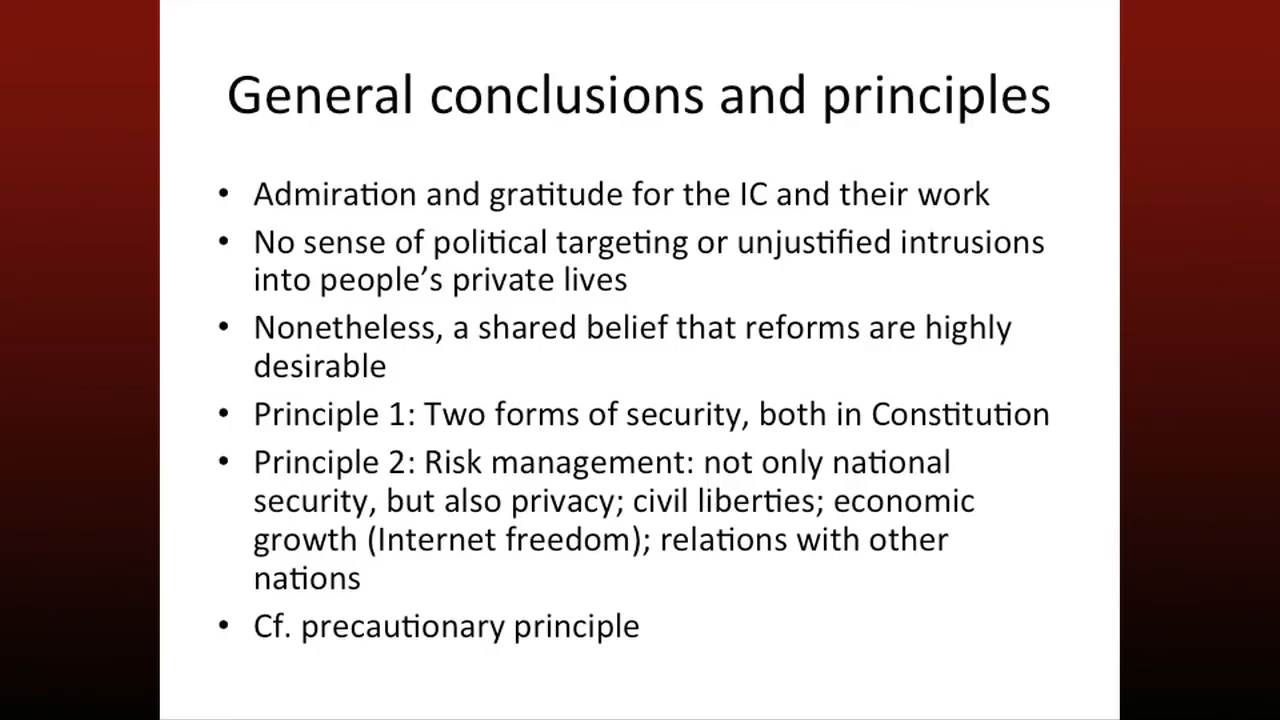 General conclusions and principles
• Admiration and gratitude for the IC and their work
• No sense of political targeting or unjustified intrusions
into people’s private lives
• Nonetheless, a shared belief that reforms are highly
desirable
• Principle 1: Two forms of security, both in Constitution
• Principle 2: Risk management: not only national
security, but also privacy; civil liberties; economic
growth (Internet freedom); relations with other
nations
• Cf. precautionary principle